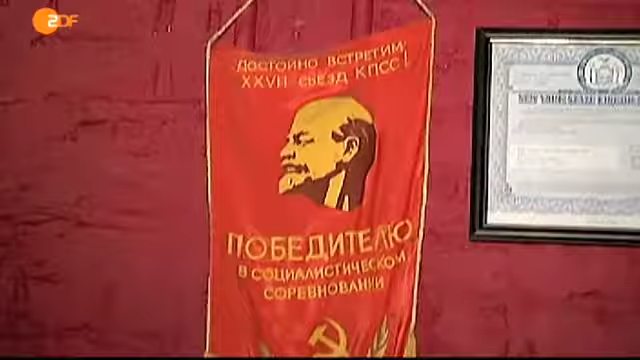 ZDF
ДОСТОЙНО ВСТРЕТИМ
XXVII СЪЕЗД КПСС!
ПОБЕДИТЕЛЮ
В СОЦИАЛИСТИЧЕСКОМ
СОРЕВНОВАНИИ